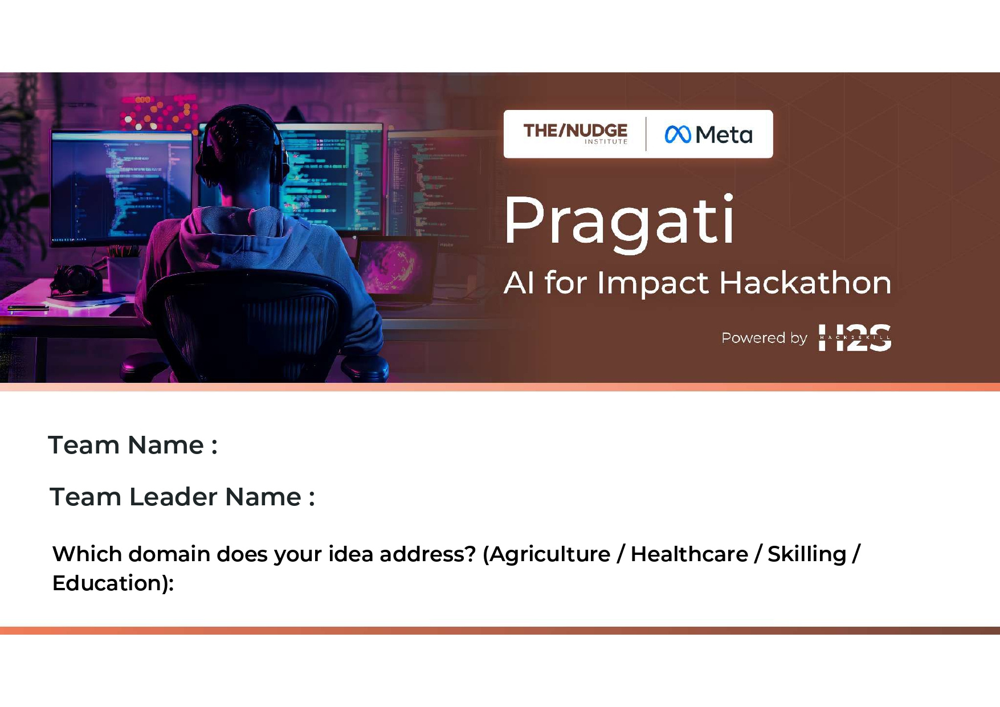 THE/NUDGE
INSTITUTE
Meta
Pragati
AI for Impact Hackathon
Powered by H2S
HACK2SKILL
Team Name :
Team Leader Name :
Which domain does your idea address? (Agriculture / Healthcare / Skilling /
Education):